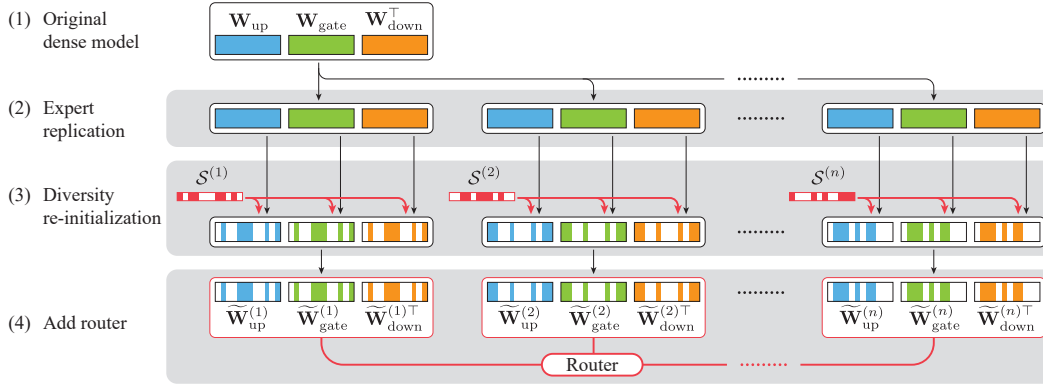 (1) Original dense model
W_up W_gate W_down^⊤
(2) Expert replication
S^(1) S^(2) S^(n)
(3) Diversity re-initialization
(4) Add router
W̃_up^(1) W̃_gate^(1) W̃_down^(1)⊤ W̃_up^(2) W̃_gate^(2) W̃_down^(2)⊤ W̃_up^(n) W̃_gate^(n) W̃_down^(n)⊤
Router